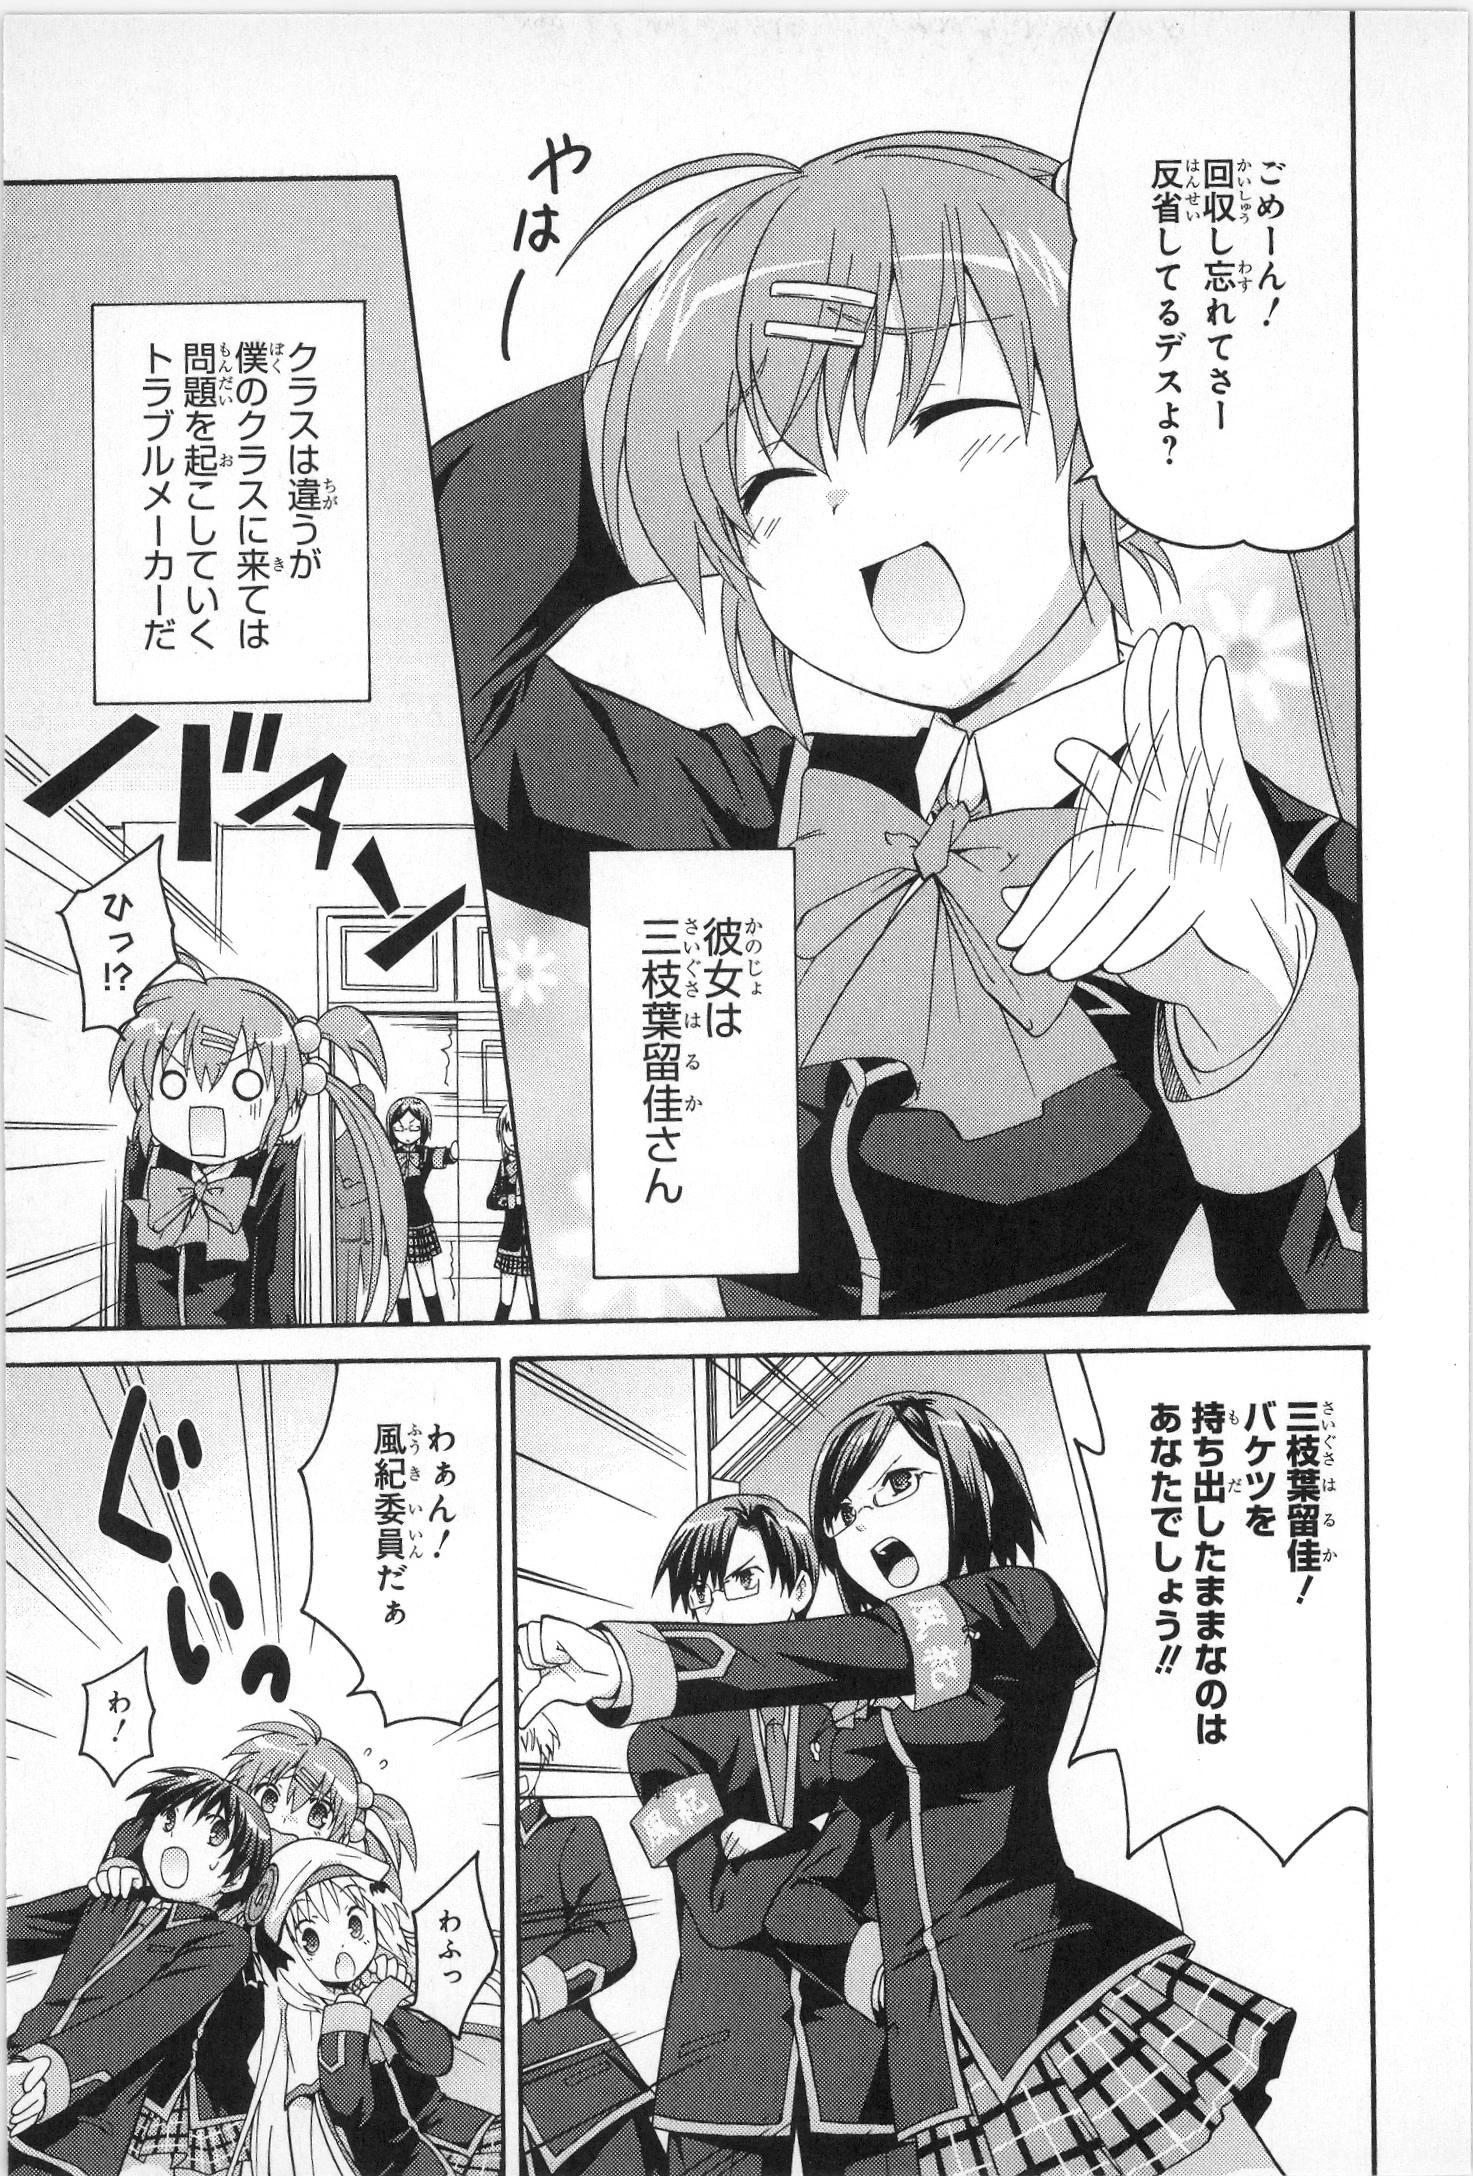 ごめーん!
回収し忘れてさー
反省してるデスよ?
やはー
彼女は
三枝葉留佳さん
クラスは違うが
僕のクラスに来ては
問題を起こしていく
トラブルメーカーだ
バターン
ひっ!?
三枝葉留佳!
バケツを
持ち出したままなのは
あなたでしょう!!
風紀
風紀
わぁん!
風紀委員だぁ
ぐいっ
わ!
わふっ